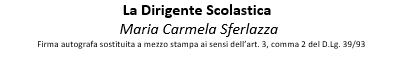 La Dirigente Scolastica
Maria Carmela Sferlazza
Firma autografa sostituita a mezzo stampa ai sensi dell’art. 3, comma 2 del D.Lg. 39/93